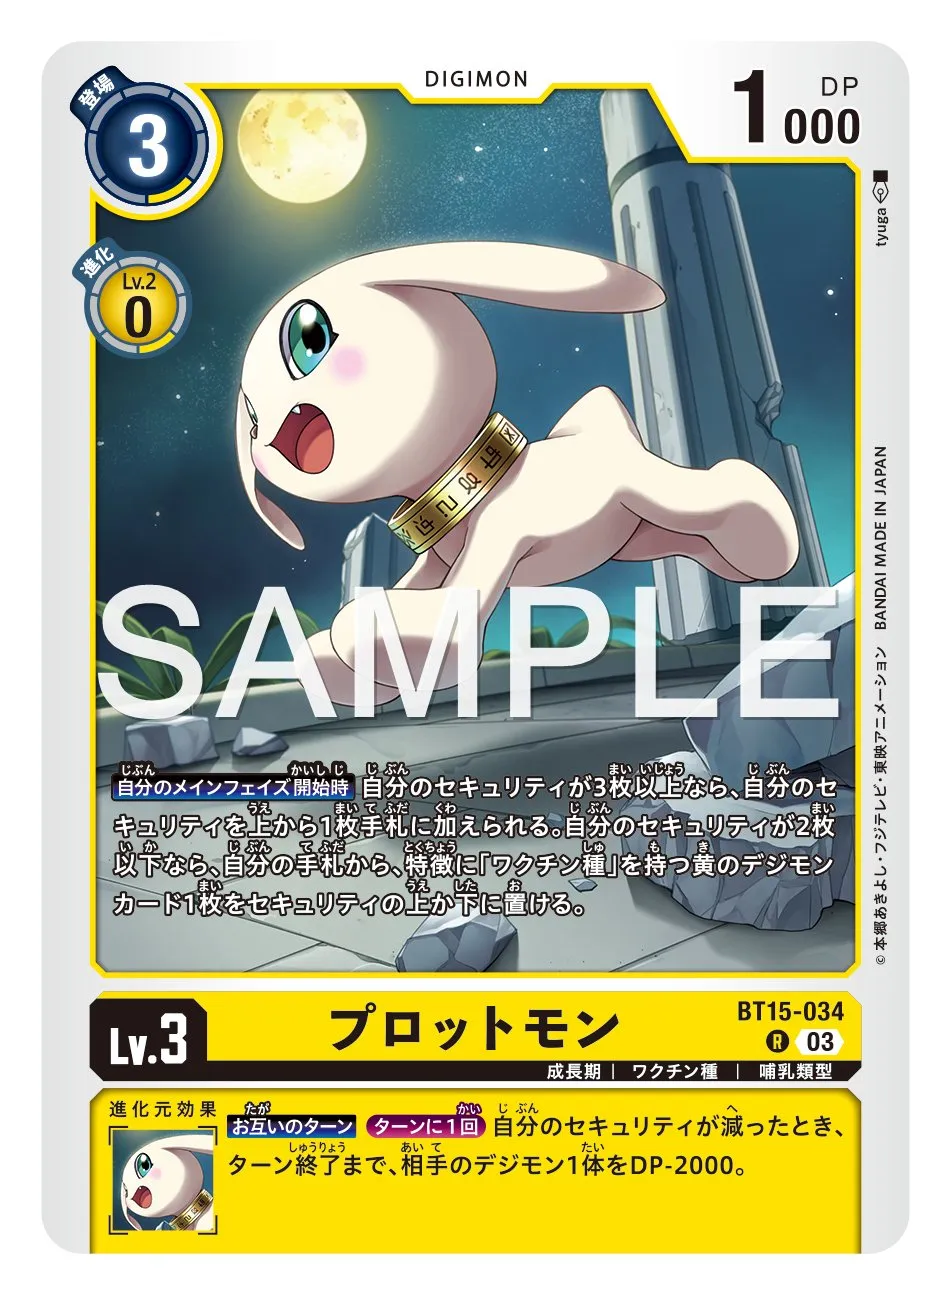 DIGIMON
登場
3
1000
DP
進化
Lv.2
0
tyuga
BANDAI MADE IN JAPAN
©本郷あきよし・フジテレビ・東映アニメーション
SAMPLE
自分のメインフェイズ開始時 自分のセキュリティが3枚以上なら、自分のセ
キュリティを上から1枚手札に加えられる。自分のセキュリティが2枚
以下なら、自分の手札から、特徴に「ワクチン種」を持つ黄のデジモン
カード1枚をセキュリティの上か下に置ける。
Lv.3
プロットモン
BT15-034
R 03
成長期 | ワクチン種 | 哺乳類型
進化元効果
お互いのターン ターンに1回 自分のセキュリティが減ったとき、
ターン終了まで、相手のデジモン1体をDP-2000。